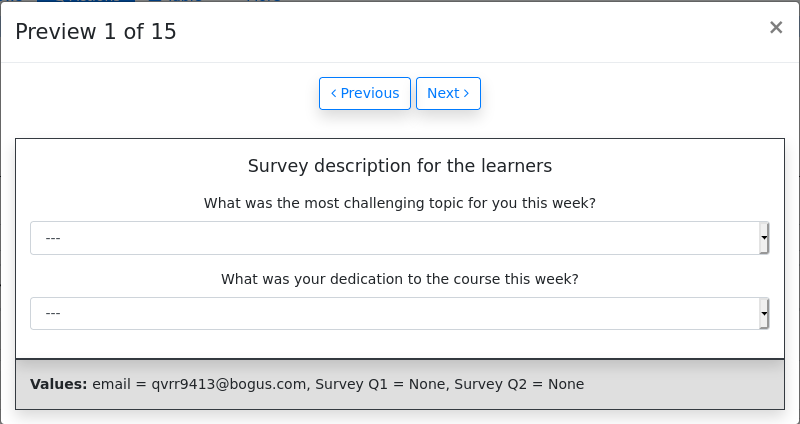 Preview 1 of 15
×
‹ Previous
Next ›
Survey description for the learners
What was the most challenging topic for you this week?
---
What was your dedication to the course this week?
---
Values: email = qvrr9413@bogus.com, Survey Q1 = None, Survey Q2 = None